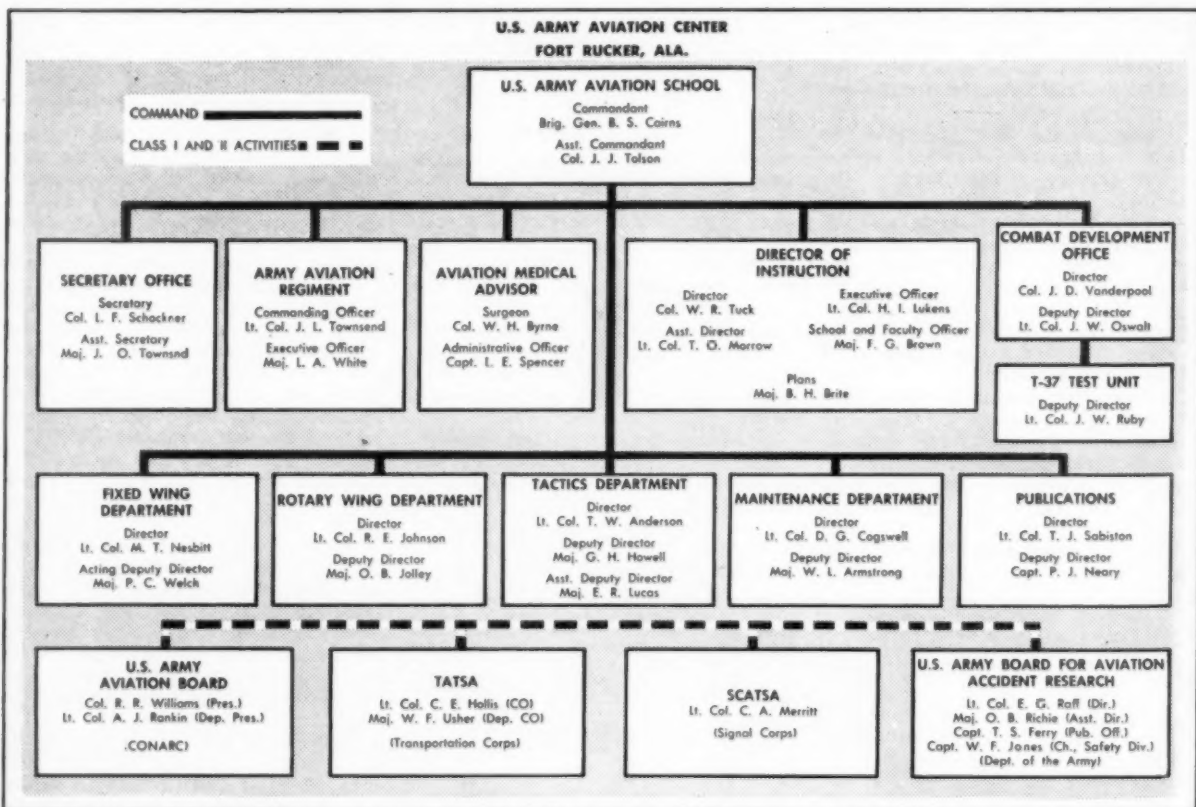 U.S. ARMY AVIATION CENTER
FORT RUCKER, ALA.
U.S. ARMY AVIATION SCHOOL
Commandant
Brig. Gen. B. S. Cairns
Asst. Commandant
Col. J. J. Tolson
COMMAND
CLASS I AND II ACTIVITIES
SECRETARY OFFICE
Secretary
Col. L. F. Schockner
Asst. Secretary
Maj. J. O. Townsnd
ARMY AVIATION
REGIMENT
Commanding Officer
Lt. Col. J. L. Townsend
Executive Officer
Maj. L. A. White
AVIATION MEDICAL
ADVISOR
Surgeon
Col. W. H. Byrne
Administrative Officer
Capt. L. E. Spencer
DIRECTOR OF
INSTRUCTION
Director
Col. W. R. Tuck
Asst. Director
Lt. Col. T. O. Morrow
Executive Officer
Lt. Col H. I. Lukens
School and Faculty Officer
Maj. F. G. Brown
Plans
Maj. B. H. Brite
COMBAT DEVELOPMENT
OFFICE
Director
Col. J. D. Vanderpool
Deputy Director
Lt. Col. J. W. Oswalt
T-37 TEST UNIT
Deputy Director
Lt. Col. J. W. Ruby
FIXED WING
DEPARTMENT
Director
Lt. Col. M. T. Nesbitt
Acting Deputy Director
Maj. P. C. Welch
ROTARY WING DEPARTMENT
Director
Lt. Col. R. E. Johnson
Deputy Director
Maj. O. B. Jolley
TACTICS DEPARTMENT
Director
Lt. Col. T. W. Anderson
Deputy Director
Maj. G. H. Howell
Asst. Deputy Director
Maj. E. R. Lucas
MAINTENANCE DEPARTMENT
Director
Lt. Col. D. G. Cogswell
Deputy Director
Maj. W. L. Armstrong
PUBLICATIONS
Director
Lt. Col. T. J. Sabiston
Deputy Director
Capt. P. J. Neary
U.S. ARMY
AVIATION BOARD
Col. R. R. Williams (Pres.)
Lt. Col. A. J. Rankin (Dep. Pres.)
(CONARC)
TATSA
Lt. Col. C. E. Hollis (CO)
Maj. W. F. Usher (Dep. CO)
(Transportation Corps)
SCATSA
Lt. Col. C. A. Merritt
(Signal Corps)
U.S. ARMY BOARD FOR AVIATION
ACCIDENT RESEARCH
Lt. Col. E. G. Raff (Dir.)
Maj. O. B. Richie (Asst. Dir.)
Capt. T. S. Ferry (Pub. Off.)
Capt. W. F. Jones (Ch., Safety Div.)
(Dept. of the Army)